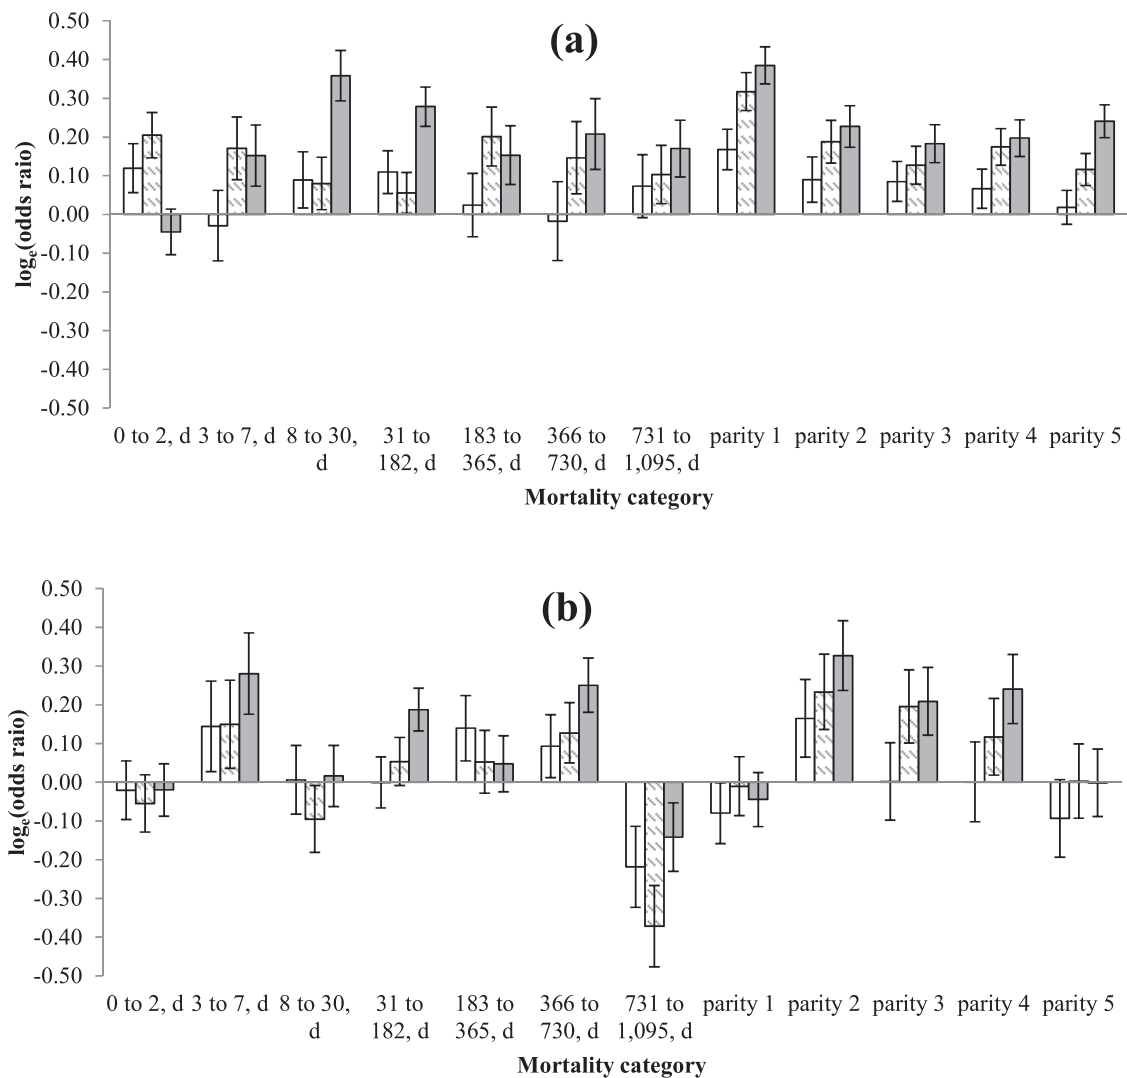 (a)
0.50
0.40
0.30
0.20
0.10
0.00
-0.10
-0.20
-0.30
-0.40
-0.50
logₑ(odds raio)
0 to 2, d 3 to 7, d 8 to 30, 31 to 183 to 366 to 731 to parity 1 parity 2 parity 3 parity 4 parity 5
d 182, d 365, d 730, d 1,095, d
Mortality category
(b)
0.50
0.40
0.30
0.20
0.10
0.00
-0.10
-0.20
-0.30
-0.40
-0.50
logₑ(odds raio)
0 to 2, d 3 to 7, d 8 to 30, 31 to 183 to 366 to 731 to parity 1 parity 2 parity 3 parity 4 parity 5
d 182, d 365, d 730, d 1,095, d
Mortality category